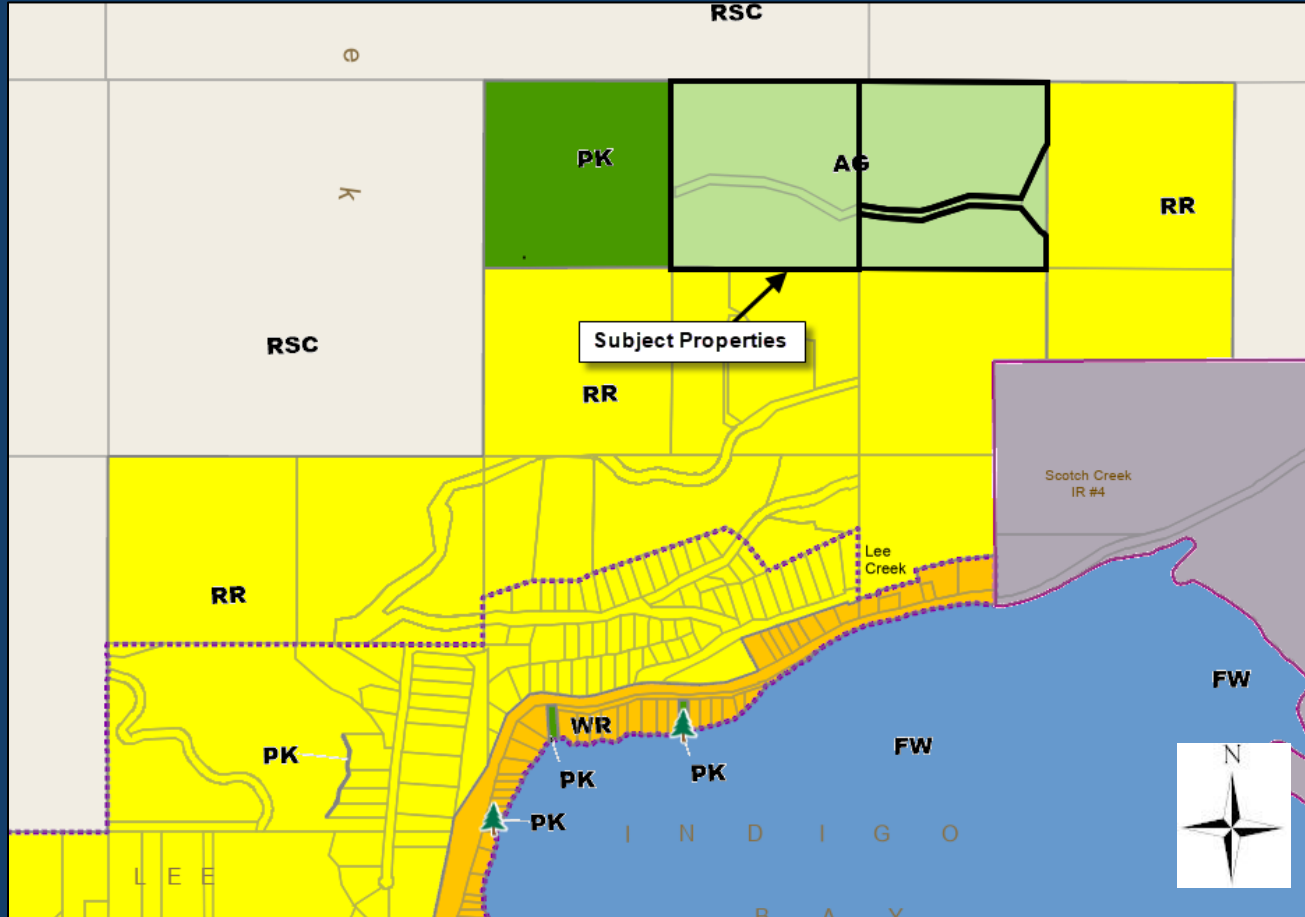 RSC
e
PK
AG
k
RR
Subject Properties
RSC
RR
Scotch Creek
IR #4
Lee
Creek
RR
FW
WR
FW
PK
N
PK
PK
PK
I N D I G O
L E E
B A Y